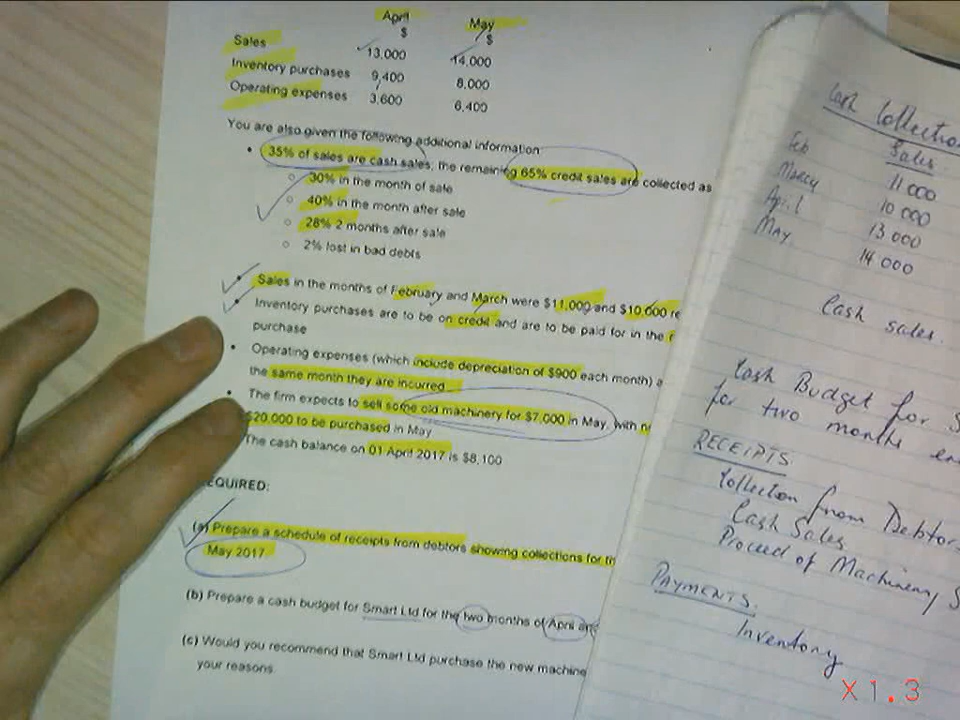 April May
$ $
Sales 13,000 14,000
Inventory purchases 9,400 8,000
Operating expenses 3,600 6,400
You are also given the following additional information:
• 35% of sales are cash sales, the remaining 65% credit sales are collected as
○ 30% in the month of sale
○ 40% in the month after sale
○ 28% 2 months after sale
○ 2% lost in bad debts
• Sales in the months of February and March were $11,000 and $10,000 re
• Inventory purchases are to be on credit and are to be paid for in the
purchase
• Operating expenses (which include depreciation of $900 each month) a
the same month they are incurred
• The firm expects to sell some old machinery for $7,000 in May, with n
$20,000 to be purchased in May
The cash balance on 01 April 2017 is $8,100
EQUIRED:
(a) Prepare a schedule of receipts from debtors showing collections for
May 2017
(b) Prepare a cash budget for Smart Ltd for the two months of April an
(c) Would you recommend that Smart Ltd purchase the new machine
your reasons.
Cash Collection
Sales
Feb 11 000
March 10 000
April 13 000
May 14 000
Cash sales.
Cash Budget for S
for two months en
RECEIPTS
Collection from Debtors
Cash Sales
Proceed of Machinery S
PAYMENTS.
Inventory
X1.3